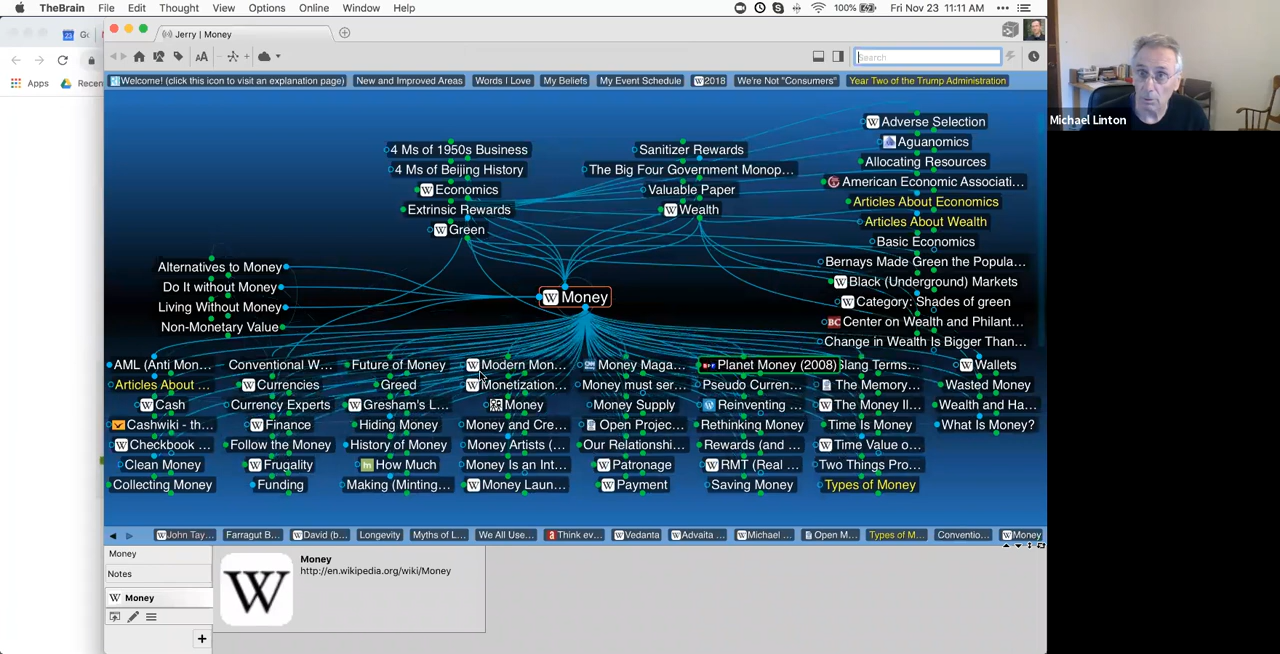 TheBrain File Edit Thought View Options Online Window Help 100% Fri Nov 23 11:11 AM
Jerry | Money
Search
Apps Recen
Welcome! (click this icon to visit an explanation page) New and Improved Areas Words I Love My Beliefs My Event Schedule 2018 We're Not "Consumers" Year Two of the Trump Administration
Michael Linton
4 Ms of 1950s Business
4 Ms of Beijing History
Economics
Extrinsic Rewards
Green
Sanitizer Rewards
The Big Four Government Monop...
Valuable Paper
Wealth
Adverse Selection
Aguanomics
Allocating Resources
American Economic Associati...
Articles About Economics
Articles About Wealth
Basic Economics
Bernays Made Green the Popula...
Black (Underground) Markets
Category: Shades of green
Center on Wealth and Philant...
Change in Wealth Is Bigger Than...
Alternatives to Money
Do It without Money
Living Without Money
Non-Monetary Value
Money
AML (Anti Mon...
Articles About ...
Cash
Cashwiki - th...
Checkbook ...
Clean Money
Collecting Money
Conventional W...
Currencies
Currency Experts
Finance
Follow the Money
Frugality
Funding
Future of Money
Greed
Gresham's L...
Hiding Money
History of Money
How Much
Making (Minting...
Modern Mon...
Monetization...
Money
Money and Cre...
Money Artists (...
Money Is an Int...
Money Laun...
Money Maga...
Money must ser...
Money Supply
Open Projec...
Our Relationshi...
Patronage
Payment
Planet Money (2008)
Pseudo Curren...
Reinventing ...
Rethinking Money
Rewards (and ...
RMT (Real ...
Saving Money
Slang Terms...
The Memory...
The Money Il...
Time Is Money
Time Value o...
Two Things Pro...
Types of Money
Wallets
Wasted Money
Wealth and Ha...
What Is Money?
John Tay... Farragut B... David (b... Longevity Myths of L... We All Use... Think ev... Vedanta Advaita ... Michael ... Open M... Types of M... Conventio... Money
Money
Notes
Money
Money
http://en.wikipedia.org/wiki/Money